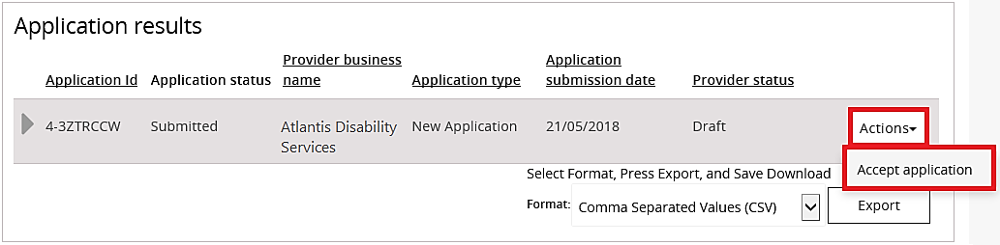 Application results
Application Id Application status Provider business name Application type Application submission date Provider status
4-3ZTRCCW Submitted Atlantis Disability Services New Application 21/05/2018 Draft Actions
Accept application
Select Format, Press Export, and Save Download
Format: Comma Separated Values (CSV) Export